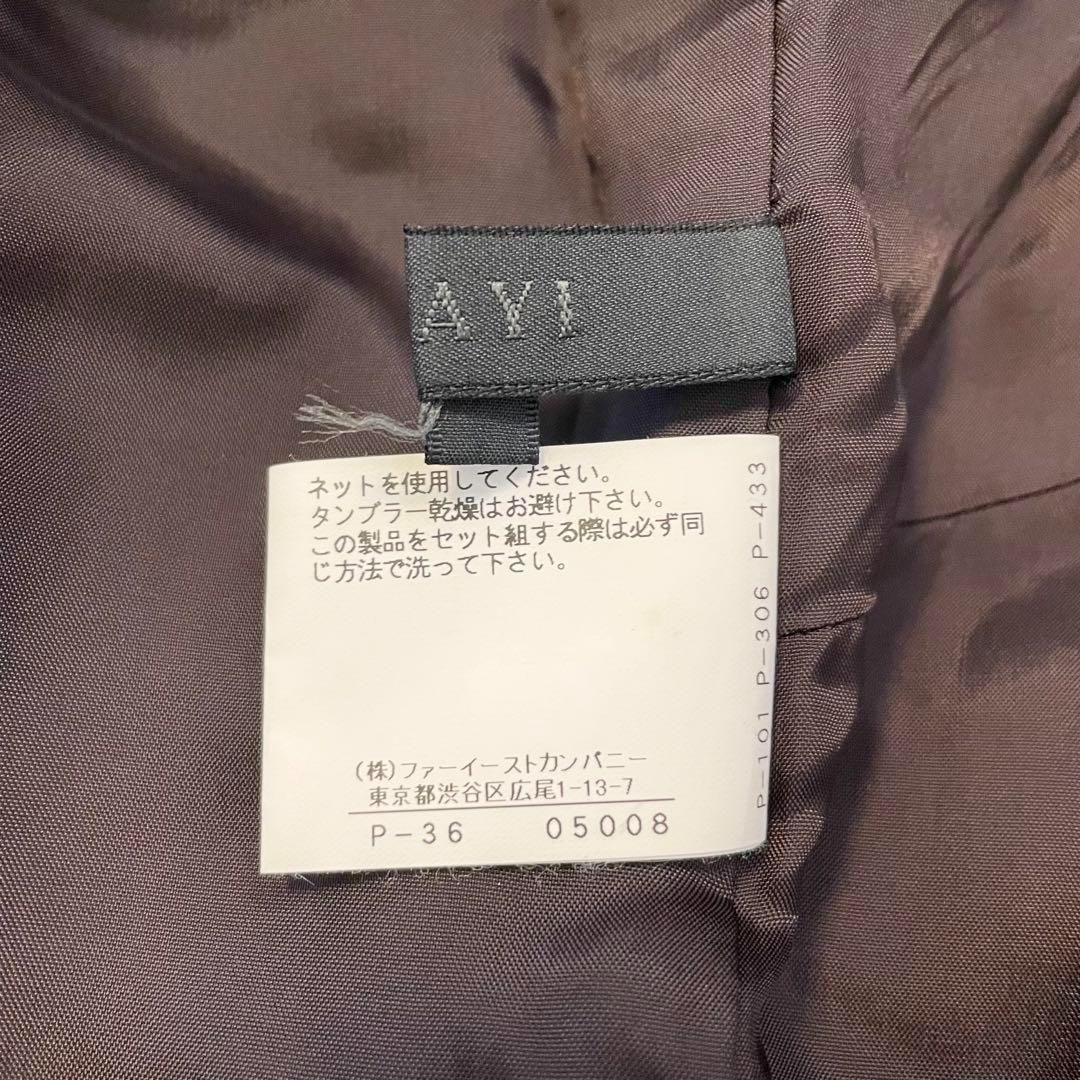 AYI
ネットを使用してください。
タンブラー乾燥はお避け下さい。
この製品をセット組する際は必ず同
じ方法で洗って下さい。
(株)ファーイーストカンパニー
東京都渋谷区広尾1-13-7
P-36 05008
P-101 P-306 P-433